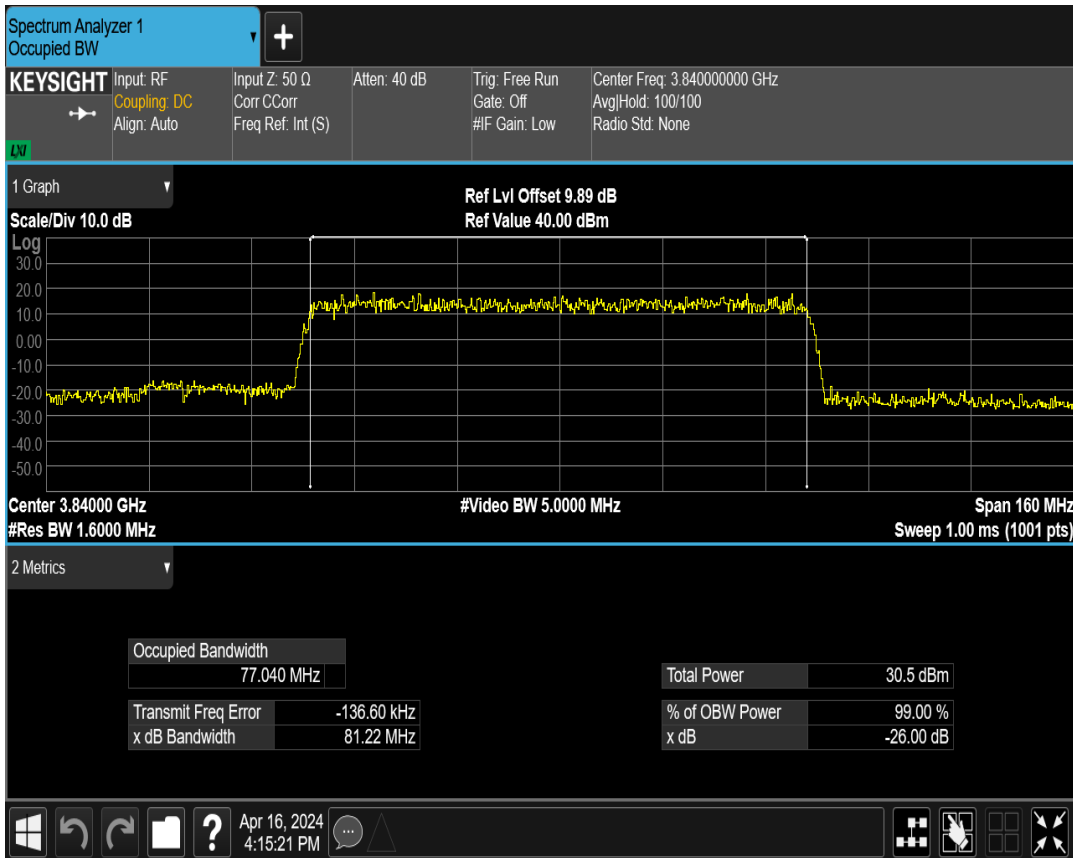 Spectrum Analyzer 1
Occupied BW
+
KEYSIGHT
LXI
Input: RF
Coupling: DC
Align: Auto
Input Z: 50 Ω
Corr CCorr
Freq Ref: Int (S)
Atten: 40 dB
Trig: Free Run
Gate: Off
#IF Gain: Low
Center Freq: 3.840000000 GHz
Avg|Hold: 100/100
Radio Std: None
1 Graph
Scale/Div 10.0 dB
Ref Lvl Offset 9.89 dB
Ref Value 40.00 dBm
Log
30.0
20.0
10.0
0.00
-10.0
-20.0
-30.0
-40.0
-50.0
Center 3.84000 GHz
#Res BW 1.6000 MHz
#Video BW 5.0000 MHz
Span 160 MHz
Sweep 1.00 ms (1001 pts)
2 Metrics
Occupied Bandwidth
77.040 MHz
Transmit Freq Error -136.60 kHz
x dB Bandwidth 81.22 MHz
Total Power 30.5 dBm
% of OBW Power 99.00 %
x dB -26.00 dB
?
Apr 16, 2024
4:15:21 PM